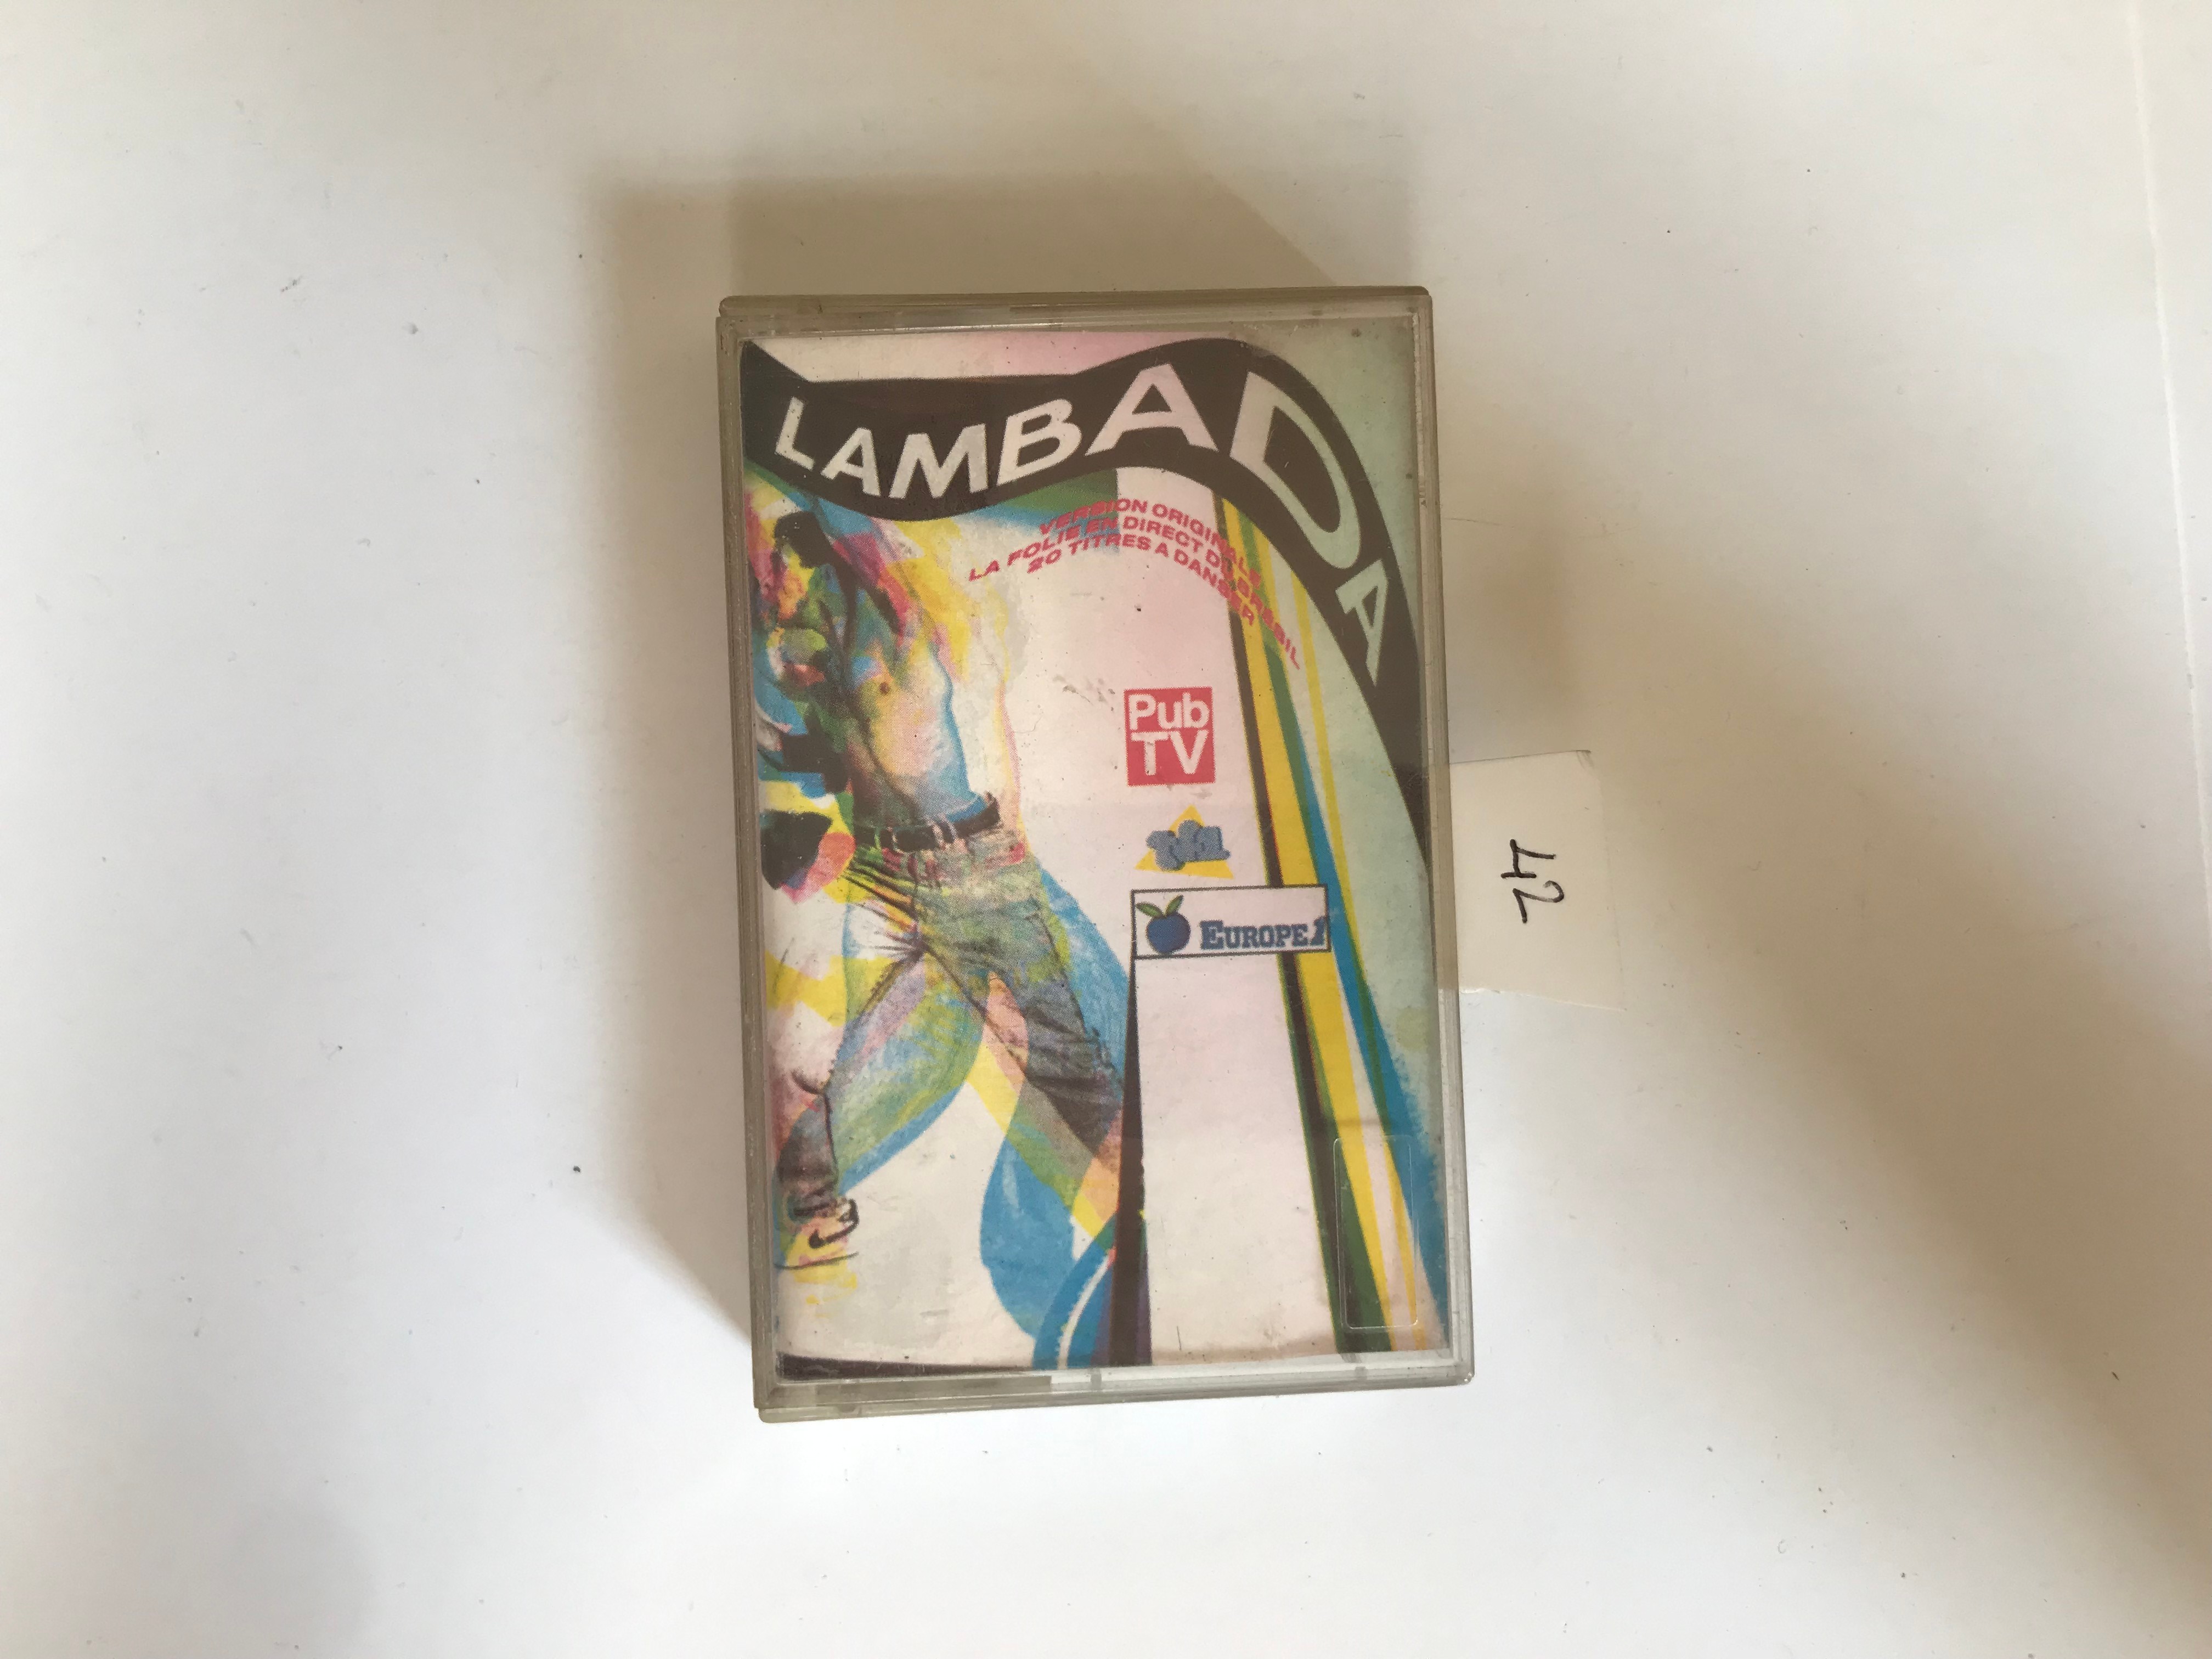 LAMBADA
VERSION ORIGINALE
LA FOLIE EN DIRECT DU BRESIL
20 TITRES A DANSER
Pub
TV
EUROPE 1
42